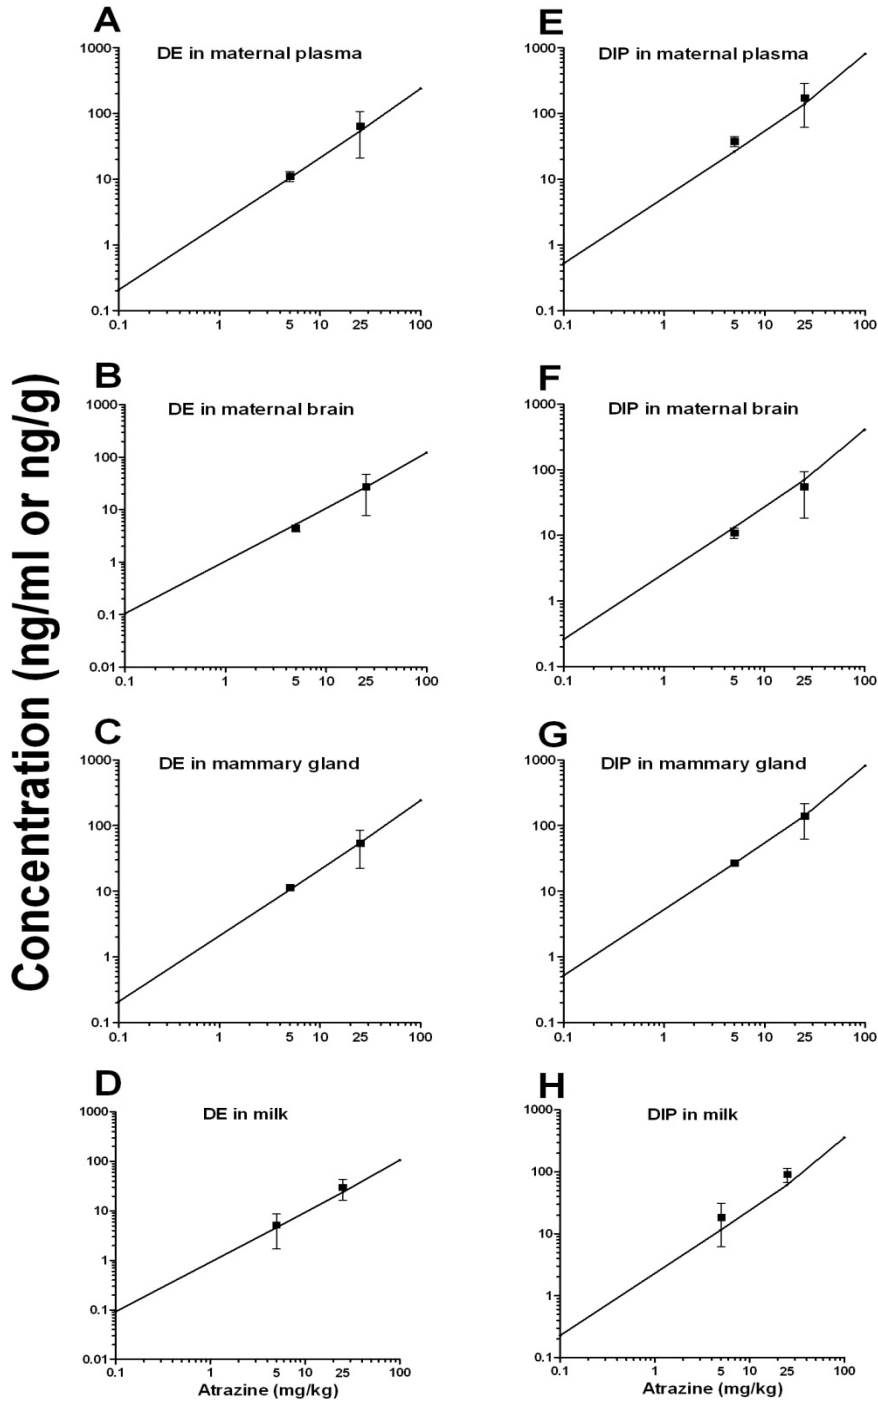 Concentration (ng/ml or ng/g)
A
DE in maternal plasma
1000
100
10
1
0.1
0.1 1 5 10 25 100
E
DIP in maternal plasma
1000
100
10
1
0.1
0.1 1 5 10 25 100
B
DE in maternal brain
1000
100
10
1
0.1
0.01
0.1 1 5 10 25 100
F
DIP in maternal brain
1000
100
10
1
0.1
0.1 1 5 10 25 100
C
DE in mammary gland
1000
100
10
1
0.1
0.1 1 5 10 25 100
G
DIP in mammary gland
1000
100
10
1
0.1
0.1 1 5 10 25 100
D
DE in milk
1000
100
10
1
0.1
0.01
0.1 1 5 10 25 100
Atrazine (mg/kg)
H
DIP in milk
1000
100
10
1
0.1
0.1 1 5 10 25 100
Atrazine (mg/kg)